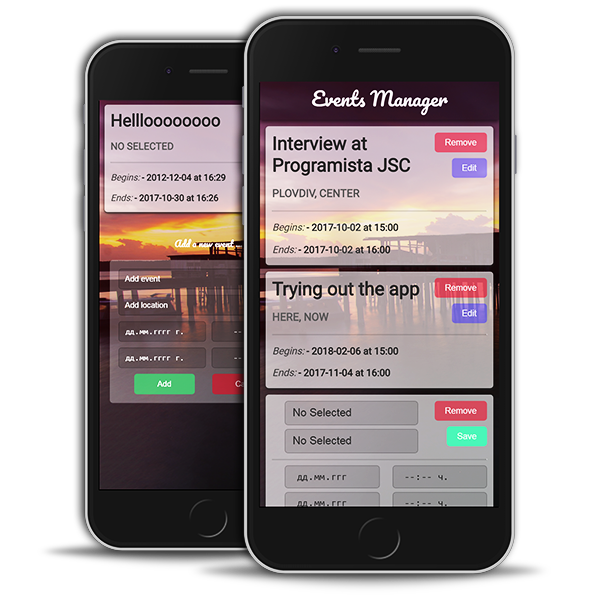 Hellloooooooo
NO SELECTED
Begins: - 2012-12-04 at 16:29
Ends: - 2017-10-30 at 16:26
Add a new event...
Add event
Add location
дд.мм.гггг г.
--
дд.мм.гггг г.
--
Add
Ca
Events Manager
Interview at
Programista JSC
Remove
Edit
PLOVDIV, CENTER
Begins: - 2017-10-02 at 15:00
Ends: - 2017-10-02 at 16:00
Trying out the app
Remove
HERE, NOW
Edit
Begins: - 2018-02-06 at 15:00
Ends: - 2017-11-04 at 16:00
No Selected
Remove
No Selected
Save
дд.мм.ггг
--:-- ч.
дд.мм.ггг
--:-- ч.